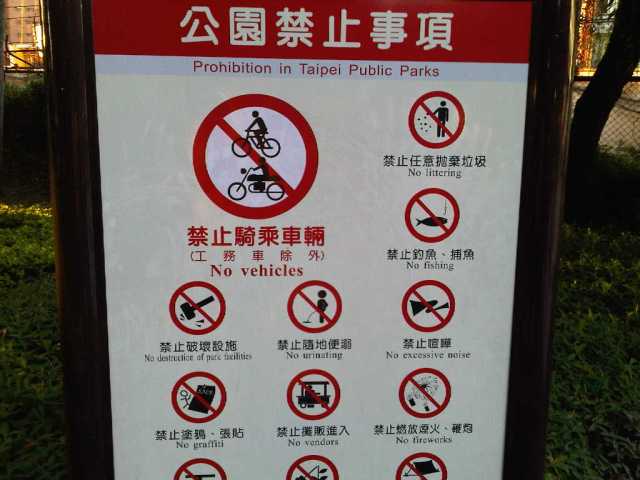 公園禁止事項
Prohibition in Taipei Public Parks
禁止任意拋棄垃圾
No littering
禁止騎乘車輛
(工務車除外)
No vehicles
禁止釣魚、捕魚
No fishing
禁止破壞設施
No destruction of park facilities
禁止隨地便溺
No urinating
禁止喧嘩
No excessive noise
禁止塗鴉、張貼
No graffiti
禁止攤販進入
No vendors
禁止燃放煙火、鞭炮
No fireworks